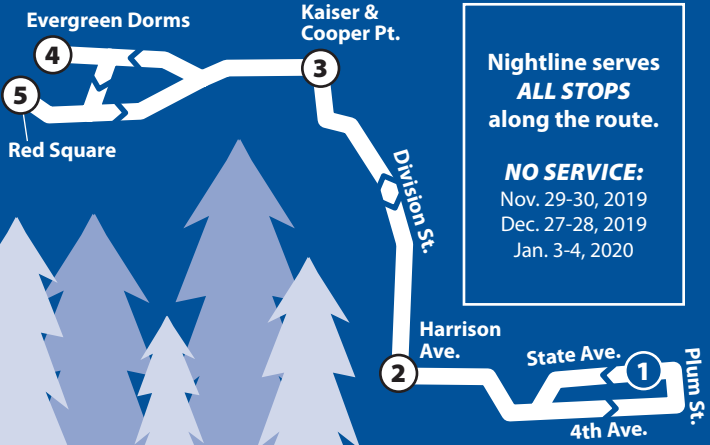 Evergreen Dorms
4
5
Red Square
Kaiser &
Cooper Pt.
3
Division St.
Harrison
Ave.
2
State Ave.
1
Plum St.
4th Ave.
Nightline serves
ALL STOPS
along the route.
NO SERVICE:
Nov. 29-30, 2019
Dec. 27-28, 2019
Jan. 3-4, 2020